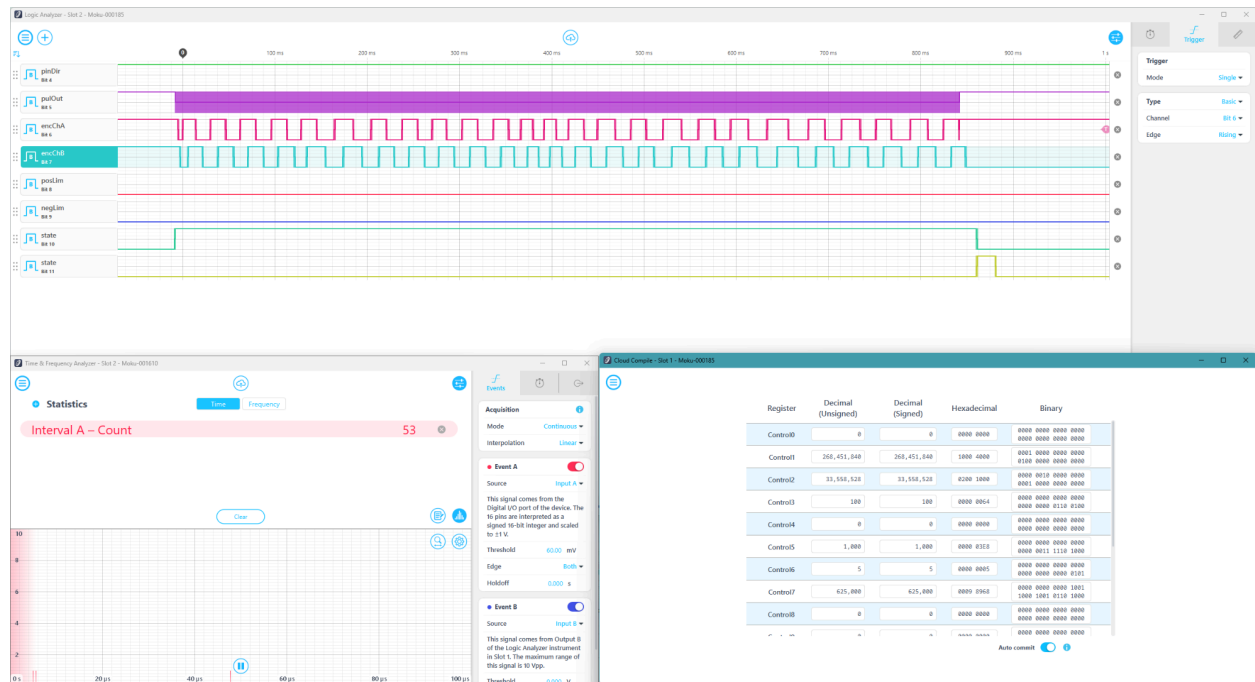 Logic Analyzer - Slot 2 - Moku-000185
0
100 ms 200 ms 300 ms 400 ms 500 ms 600 ms 700 ms 800 ms 900 ms 1 s
Trigger
pinDir
Bit 4
pulOut
Bit 5
encChA
Bit 6
encChB
Bit 7
posLim
Bit 8
negLim
Bit 9
state
Bit 10
state
Bit 11
Trigger
Mode Single
Type Basic
Channel Bit 6
Edge Rising
Time & Frequency Analyzer - Slot 2 - Moku-001610
Statistics
Time Frequency
Interval A – Count 53
Clear
10
8
6
4
2
0 s 20 µs 40 µs 60 µs 80 µs 100 µs
Events
Acquisition
Mode Continuous
Interpolation Linear
Event A
Source Input A
This signal comes from the
Digital I/O port of the device. The
16 pins are interpreted as a
signed 16-bit integer and scaled
to ±1 V.
Threshold 60.00 mV
Edge Both
Holdoff 0.000 s
Event B
Source Input B
This signal comes from Output B
of the Logic Analyzer instrument
in Slot 1. The maximum range of
this signal is 10 Vpp.
Threshold 0.000 V
Cloud Compile - Slot 1 - Moku-000185
Register Decimal (Unsigned) Decimal (Signed) Hexadecimal Binary
Control0 0 0 0000 0000 0000 0000 0000 0000
0000 0000 0000 0000
Control1 268,451,840 268,451,840 1000 4000 0001 0000 0000 0000
0100 0000 0000 0000
Control2 33,558,528 33,558,528 0200 1000 0000 0010 0000 0000
0001 0000 0000 0000
Control3 100 100 0000 0064 0000 0000 0000 0000
0000 0000 0110 0100
Control4 0 0 0000 0000 0000 0000 0000 0000
0000 0000 0000 0000
Control5 1,000 1,000 0000 03E8 0000 0000 0000 0000
0000 0011 1110 1000
Control6 5 5 0000 0005 0000 0000 0000 0000
0000 0000 0000 0101
Control7 625,000 625,000 0009 8968 0000 0000 0000 1001
1000 1001 0110 1000
Control8 0 0 0000 0000 0000 0000 0000 0000
0000 0000 0000 0000
0000 0000 0000 0000
Auto commit